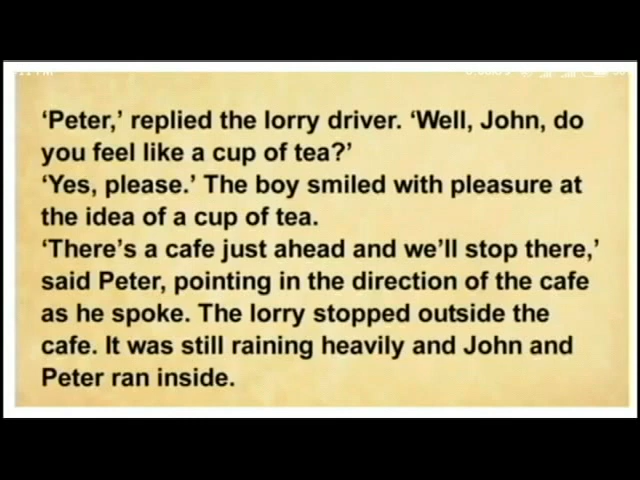 ‘Peter,’ replied the lorry driver. ‘Well, John, do
you feel like a cup of tea?’
‘Yes, please.’ The boy smiled with pleasure at
the idea of a cup of tea.
‘There’s a cafe just ahead and we’ll stop there,’
said Peter, pointing in the direction of the cafe
as he spoke. The lorry stopped outside the
cafe. It was still raining heavily and John and
Peter ran inside.